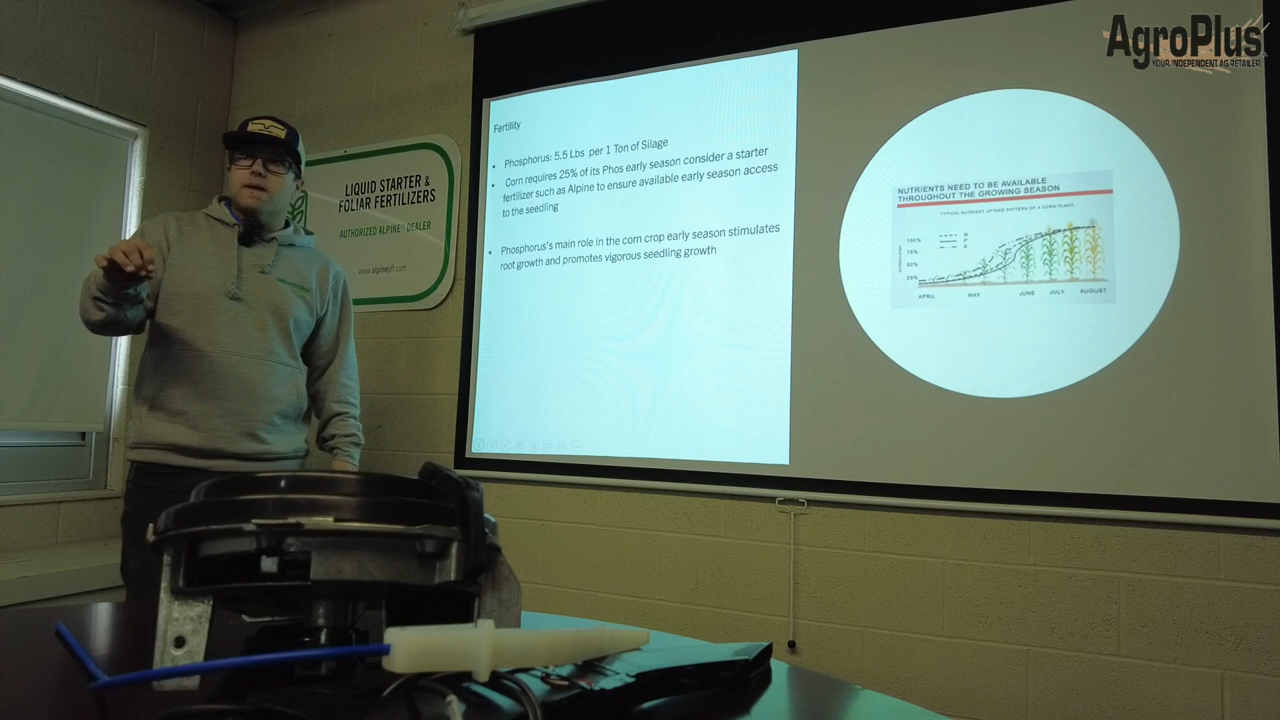 AgroPlus
YOUR INDEPENDENT AG RETAILER
LIQUID STARTER &
FOLIAR FERTILIZERS
AUTHORIZED ALPINE® DEALER
Fertility
• Phosphorus: 5.5 Lbs per 1 Ton of Silage
• Corn requires 25% of its Phos early season consider a starter
fertilizer such as Alpine to ensure available early season access
to the seedling
• Phosphorus's main role in the corn crop early season stimulates
root growth and promotes vigorous seedling growth
NUTRIENTS NEED TO BE AVAILABLE
THROUGHOUT THE GROWING SEASON
TYPICAL NUTRIENT UPTAKE PATTERN OF A CORN PLANT
N
P
K
100%
75%
50%
25%
APRIL MAY JUNE JULY AUGUST